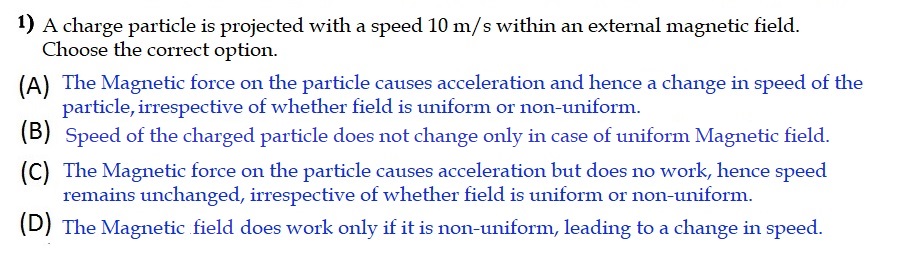 1) A charge particle is projected with a speed 10 m/s within an external magnetic field.
Choose the correct option.
(A) The Magnetic force on the particle causes acceleration and hence a change in speed of the
particle, irrespective of whether field is uniform or non-uniform.
(B) Speed of the charged particle does not change only in case of uniform Magnetic field.
(C) The Magnetic force on the particle causes acceleration but does no work, hence speed
remains unchanged, irrespective of whether field is uniform or non-uniform.
(D) The Magnetic field does work only if it is non-uniform, leading to a change in speed.